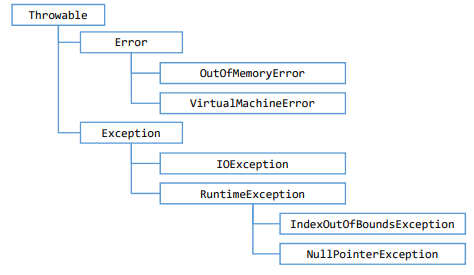 Throwable
Error
OutOfMemoryError
VirtualMachineError
Exception
IOException
RuntimeException
IndexOutOfBoundsException
NullPointerException